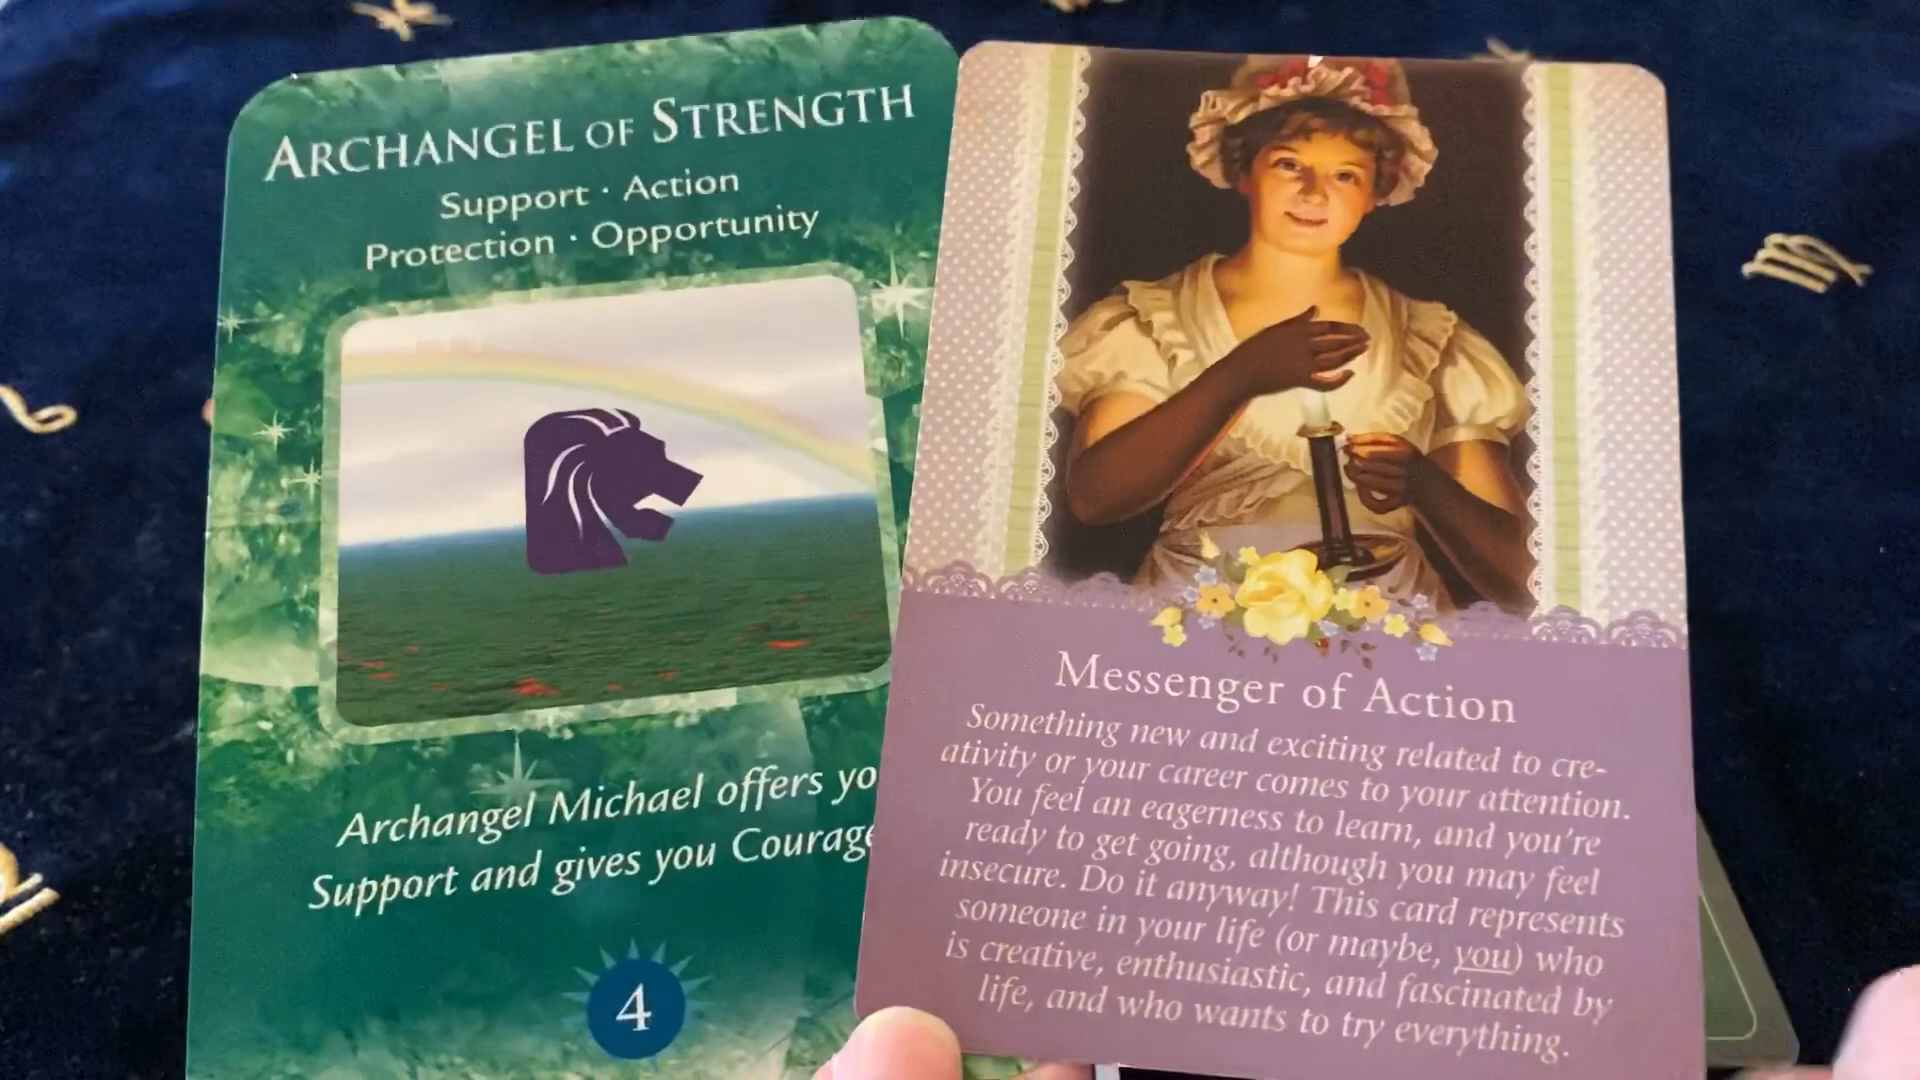 ARCHANGEL OF STRENGTH
Support · Action
Protection · Opportunity
Archangel Michael offers yo
Support and gives you Courage
4
Messenger of Action
Something new and exciting related to cre-
ativity or your career comes to your attention.
You feel an eagerness to learn, and you're
ready to get going, although you may feel
insecure. Do it anyway! This card represents
someone in your life (or maybe, you) who
is creative, enthusiastic, and fascinated by
life, and who wants to try everything.